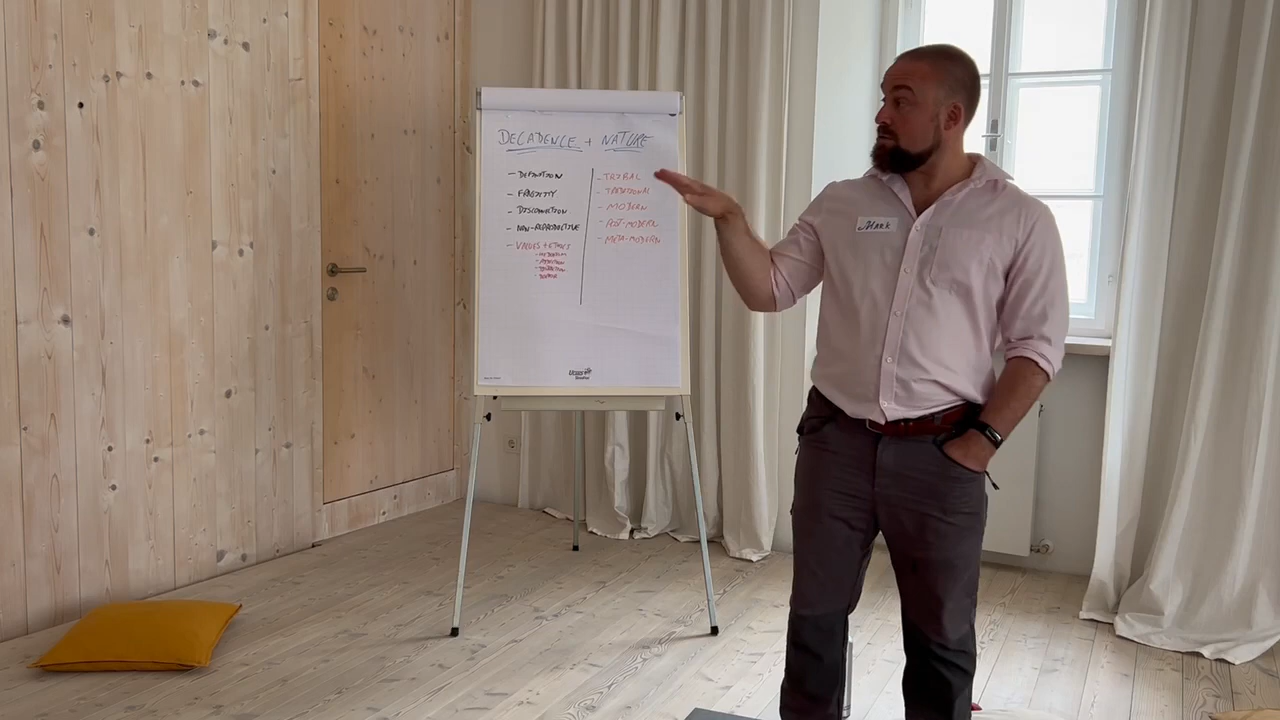 DECADENCE + NATURE
- DEFINITION
- FRAGILITY
- DISCONNECTION
- NON-REPRODUCTIVE
- VALUES + ETHICS
- TRIBAL
- TRADITIONAL
- MODERN
- POST-MODERN
- META-MODERN
Mark